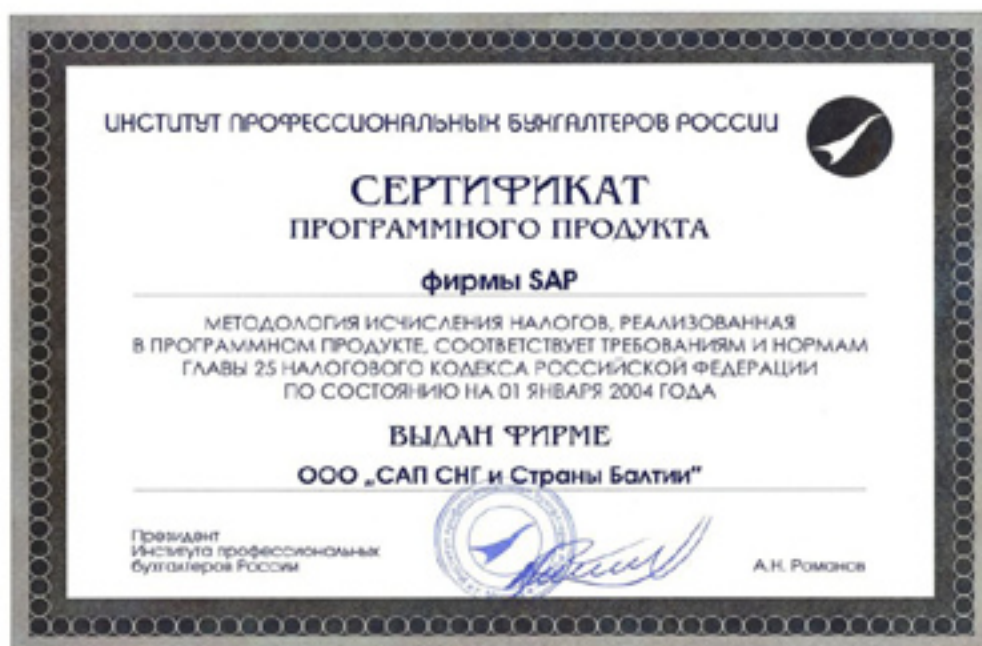 ИНСТИТУТ ПРОФЕССИОНАЛЬНЫХ БУХГАЛТЕРОВ РОССИИ
СЕРТИФИКАТ
ПРОГРАММНОГО ПРОДУКТА
фирмы SAP
МЕТОДОЛОГИЯ ИСЧИСЛЕНИЯ НАЛОГОВ, РЕАЛИЗОВАННАЯ
В ПРОГРАММНОМ ПРОДУКТЕ, СООТВЕТСТВУЕТ ТРЕБОВАНИЯМ И НОРМАМ
ГЛАВЫ 25 НАЛОГОВОГО КОДЕКСА РОССИЙСКОЙ ФЕДЕРАЦИИ
ПО СОСТОЯНИЮ НА 01 ЯНВАРЯ 2004 ГОДА
ВЫДАН ФИРМЕ
ООО „САП СНГ и Страны Балтии"
Президент
Института профессиональных
бухгалтеров России
А.Н. Романов